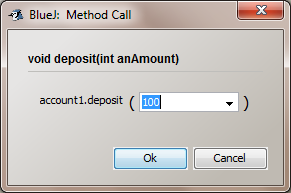 BlueJ: Method Call
void deposit(int anAmount)
account1.deposit ( 100 )
Ok Cancel